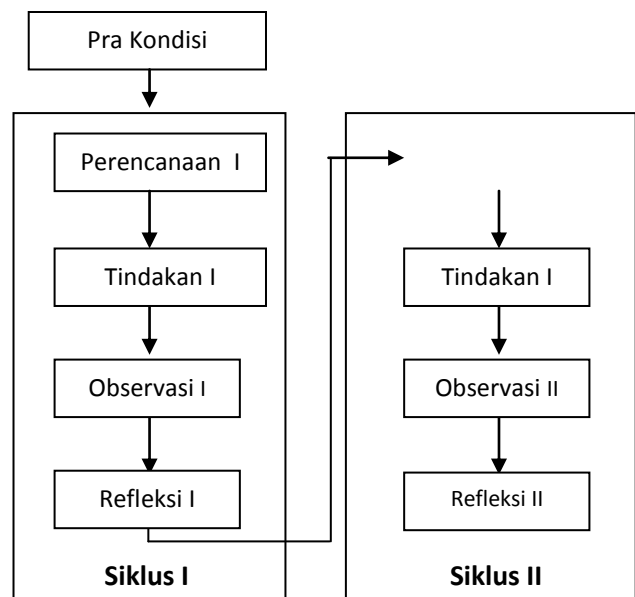 Pra Kondisi
Perencanaan I
Tindakan I
Observasi I
Refleksi I
Siklus I
Tindakan I
Observasi II
Refleksi II
Siklus II